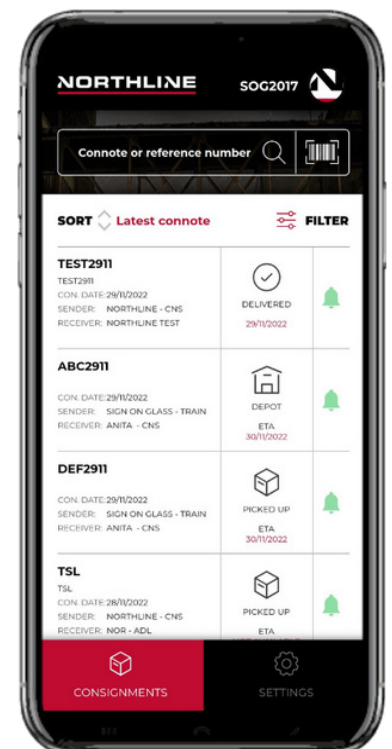 NORTHLINE
SOG2017
Connote or reference number
SORT Latest connote
FILTER
TEST2911
TEST2911
CON. DATE: 29/11/2022
SENDER: NORTHLINE - CNS
RECEIVER: NORTHLINE TEST
DELIVERED
29/11/2022
ABC2911
CON. DATE: 29/11/2022
SENDER: SIGN ON GLASS - TRAIN
RECEIVER: ANITA - CNS
DEPOT
ETA
30/11/2022
DEF2911
CON. DATE: 29/11/2022
SENDER: SIGN ON GLASS - TRAIN
RECEIVER: ANITA - CNS
PICKED UP
ETA
30/11/2022
TSL
TSL
CON. DATE: 28/11/2022
SENDER: NORTHLINE - CNS
RECEIVER: NOR - ADL
PICKED UP
ETA
CONSIGNMENTS
SETTINGS